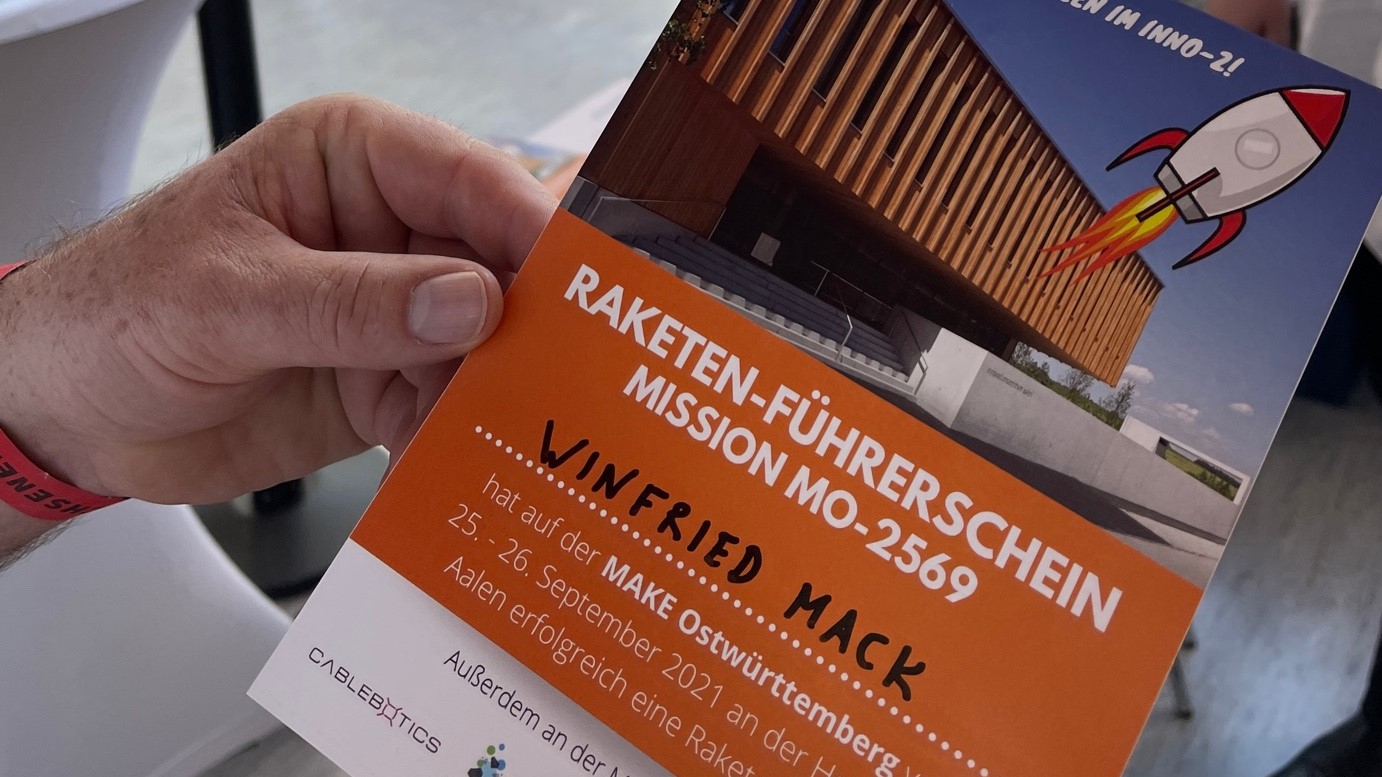 IM INNO-Z!
RAKETEN-FÜHRERSCHEIN
MISSION MO-2569
WINFRIED MACK
hat auf der MAKE Ostwürttemberg
25. - 26. September 2021 an der
Aalen erfolgreich eine
Außerdem an der
CABLEBOTICS